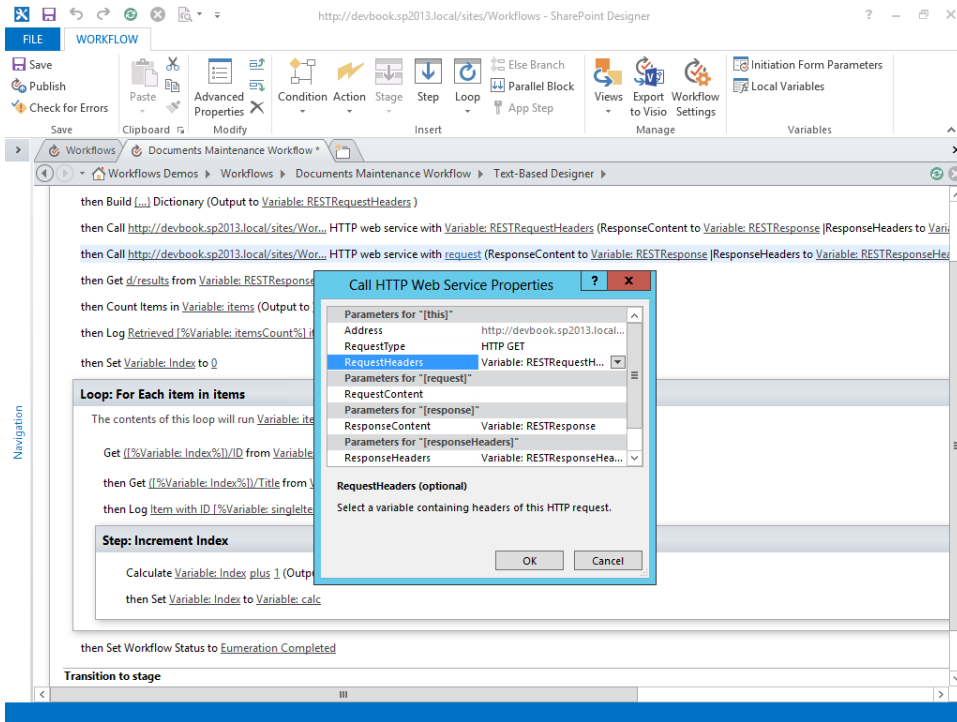 http://devbook.sp2013.local/sites/Workflows - SharePoint Designer
FILE WORKFLOW
Save
Publish
Check for Errors
Save
Paste
Clipboard
Advanced Properties
Modify
Condition Action Stage Step Loop
Else Branch
Parallel Block
App Step
Insert
Views
Export to Visio
Workflow Settings
Manage
Initiation Form Parameters
Local Variables
Variables
Workflows Documents Maintenance Workflow *
Workflows Demos Workflows Documents Maintenance Workflow Text-Based Designer
Navigation
then Build {...} Dictionary (Output to Variable: RESTRequestHeaders )
then Call http://devbook.sp2013.local/sites/Wor... HTTP web service with Variable: RESTRequestHeaders (ResponseContent to Variable: RESTResponse |ResponseHeaders to Vari
then Call http://devbook.sp2013.local/sites/Wor... HTTP web service with request (ResponseContent to Variable: RESTResponse |ResponseHeaders to Variable: RESTResponseHea
then Get d/results from Variable: RESTResponse
then Count Items in Variable: items (Output to
then Log Retrieved [%Variable: itemsCount%] it
then Set Variable: Index to 0
Loop: For Each item in items
The contents of this loop will run Variable: ite
Get ([%Variable: Index%])/ID from Variable
then Get ([%Variable: Index%])/Title from V
then Log Item with ID [%Variable: singleIte
Step: Increment Index
Calculate Variable: Index plus 1 (Outp
then Set Variable: Index to Variable: calc
then Set Workflow Status to Eumeration Completed
Transition to stage
Call HTTP Web Service Properties
? x
Parameters for "[this]"
Address http://devbook.sp2013.local...
RequestType HTTP GET
RequestHeaders Variable: RESTRequestH...
Parameters for "[request]"
RequestContent
Parameters for "[response]"
ResponseContent Variable: RESTResponse
Parameters for "[responseHeaders]"
ResponseHeaders Variable: RESTResponseHea...
RequestHeaders (optional)
Select a variable containing headers of this HTTP request.
OK Cancel